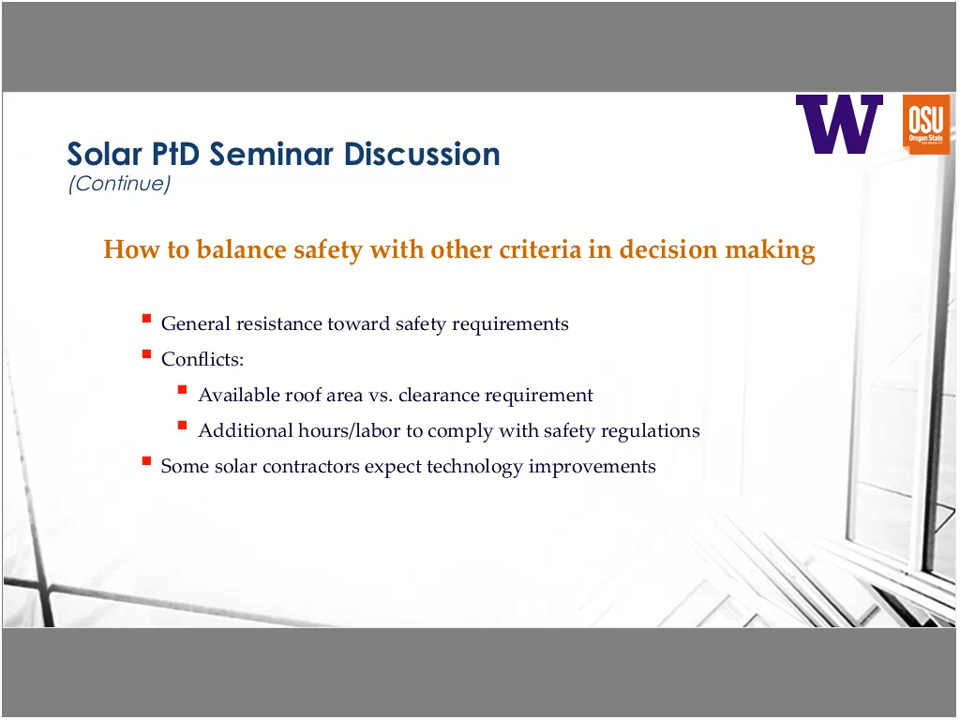 W
OSU
Oregon State
UNIVERSITY
Solar PtD Seminar Discussion
(Continue)
How to balance safety with other criteria in decision making
General resistance toward safety requirements
Conflicts:
Available roof area vs. clearance requirement
Additional hours/labor to comply with safety regulations
Some solar contractors expect technology improvements